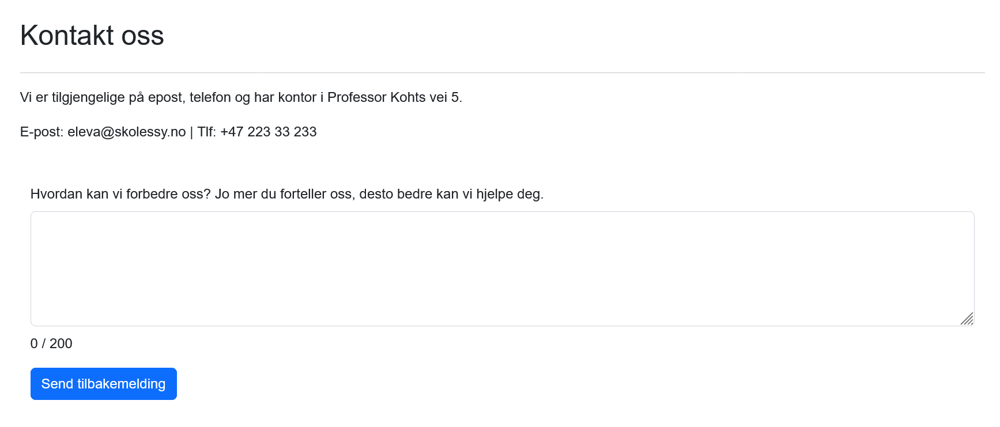 Kontakt oss
Vi er tilgjengelige på epost, telefon og har kontor i Professor Kohts vei 5.
E-post: eleva@skolessy.no | Tlf: +47 223 33 233
Hvordan kan vi forbedre oss? Jo mer du forteller oss, desto bedre kan vi hjelpe deg.
0 / 200
Send tilbakemelding